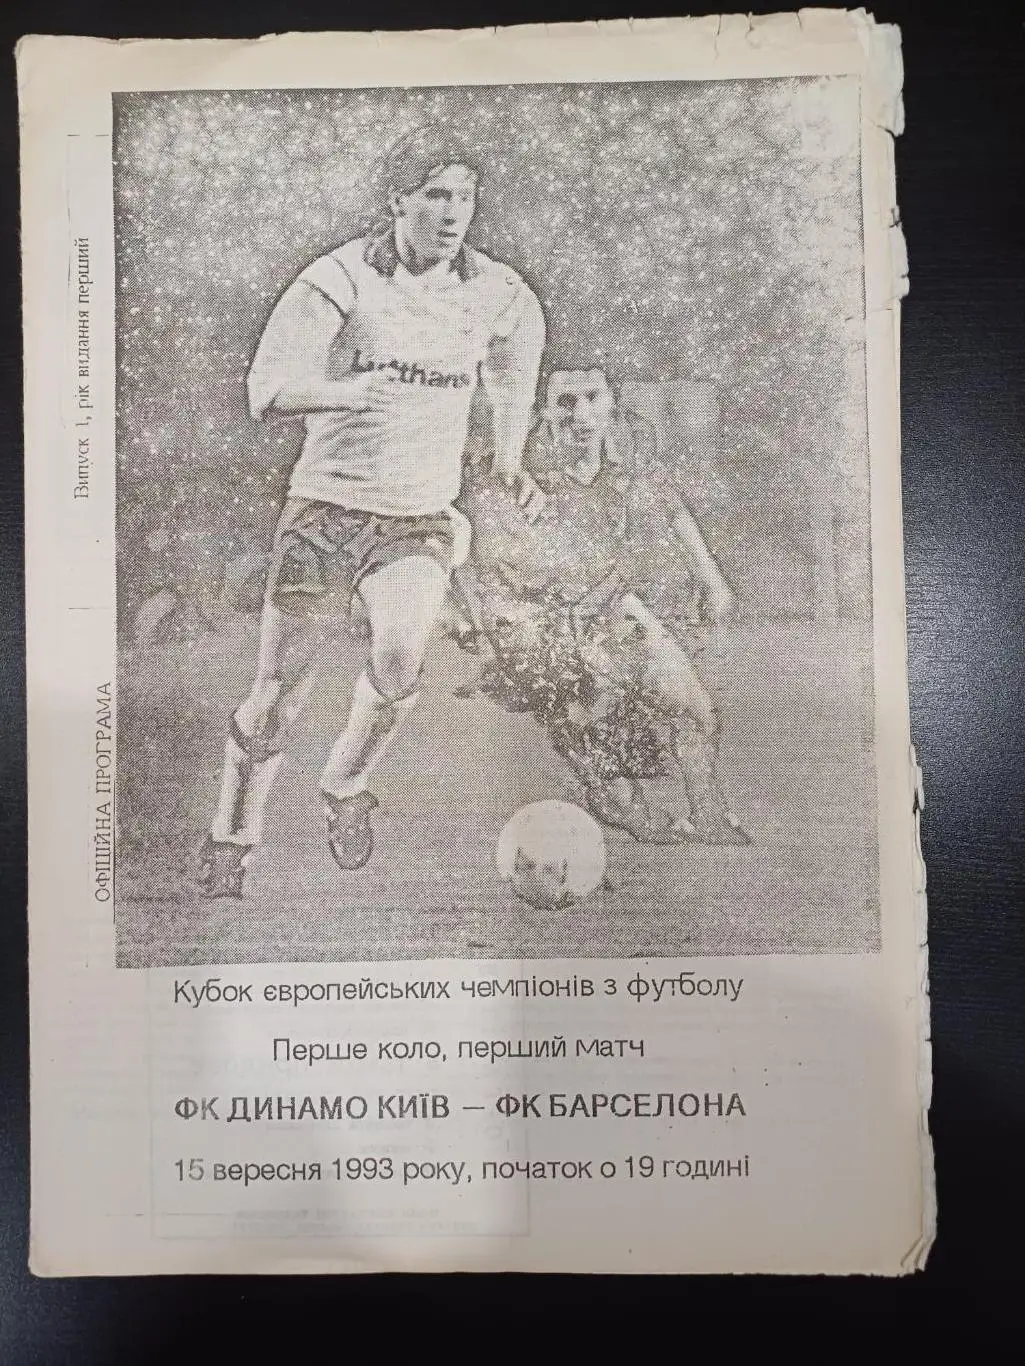 Випуск 1, рік видання перший
ОФІЦІЙНА ПРОГРАМА
Lufthansa
Кубок європейських чемпіонів з футболу
Перше коло, перший матч
ФК ДИНАМО КИЇВ – ФК БАРСЕЛОНА
15 вересня 1993 року, початок о 19 годині